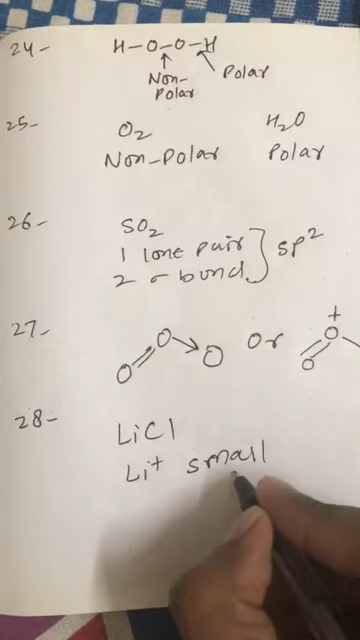 24- H-O-O-H
Non-Polar Polar
25- O2 H2O
Non-Polar Polar
26- SO2
1 lone pair } sp2
2 σ bond
27- O=O→O Or O=O+
28- LiCl
Li+ small